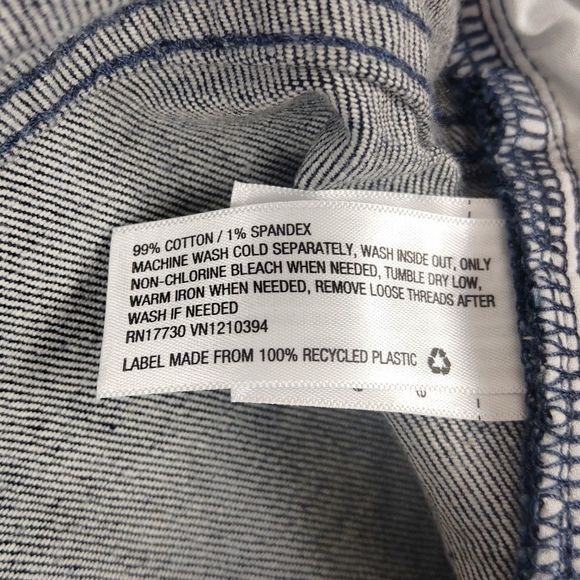 99% COTTON / 1% SPANDEX
MACHINE WASH COLD SEPARATELY, WASH INSIDE OUT, ONLY
NON-CHLORINE BLEACH WHEN NEEDED, TUMBLE DRY LOW,
WARM IRON WHEN NEEDED, REMOVE LOOSE THREADS AFTER
WASH IF NEEDED
RN17730 VN1210394
LABEL MADE FROM 100% RECYCLED PLASTIC